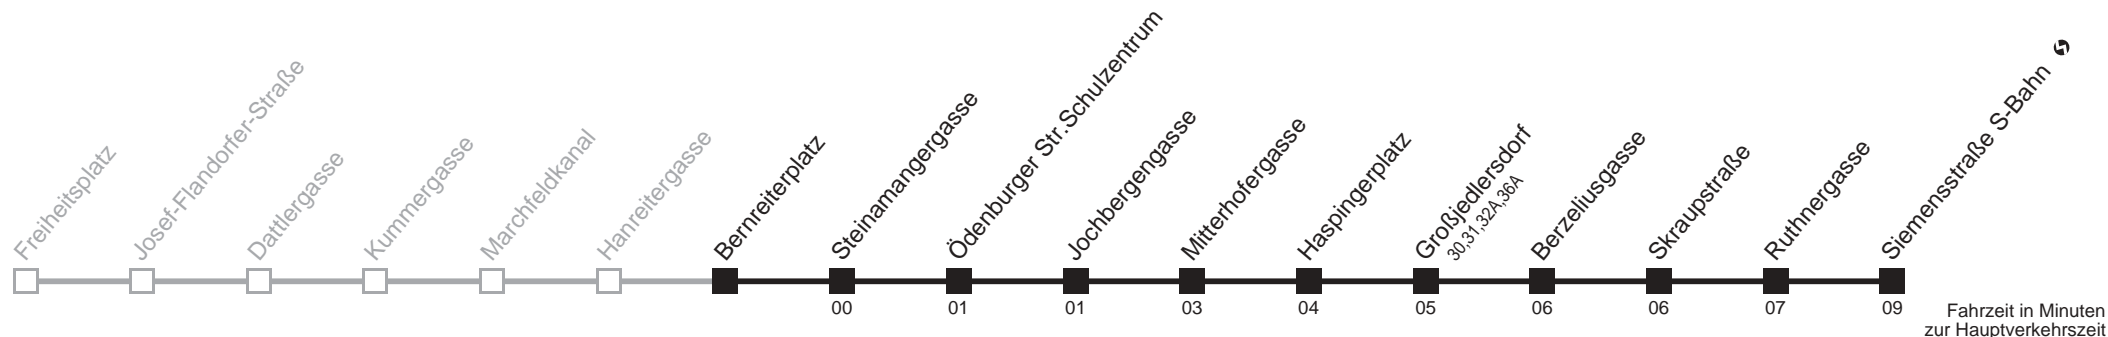 Freiheitsplatz
Josef-Flandorfer-Straße
Dattlergasse
Kummergasse
Marchfeldkanal
Hanreitergasse
Bernreiterplatz
Steinamangergasse
Ödenburger Str.Schulzentrum
Jochbergengasse
Mitterhofergasse
Haspingerplatz
Großjedlersdorf
30,31,32A,36A
Berzeliusgasse
Skraupstraße
Ruthnergasse
Siemensstraße S-Bahn
00 01 01 03 04 05 06 06 07 09
Fahrzeit in Minuten
zur Hauptverkehrszeit